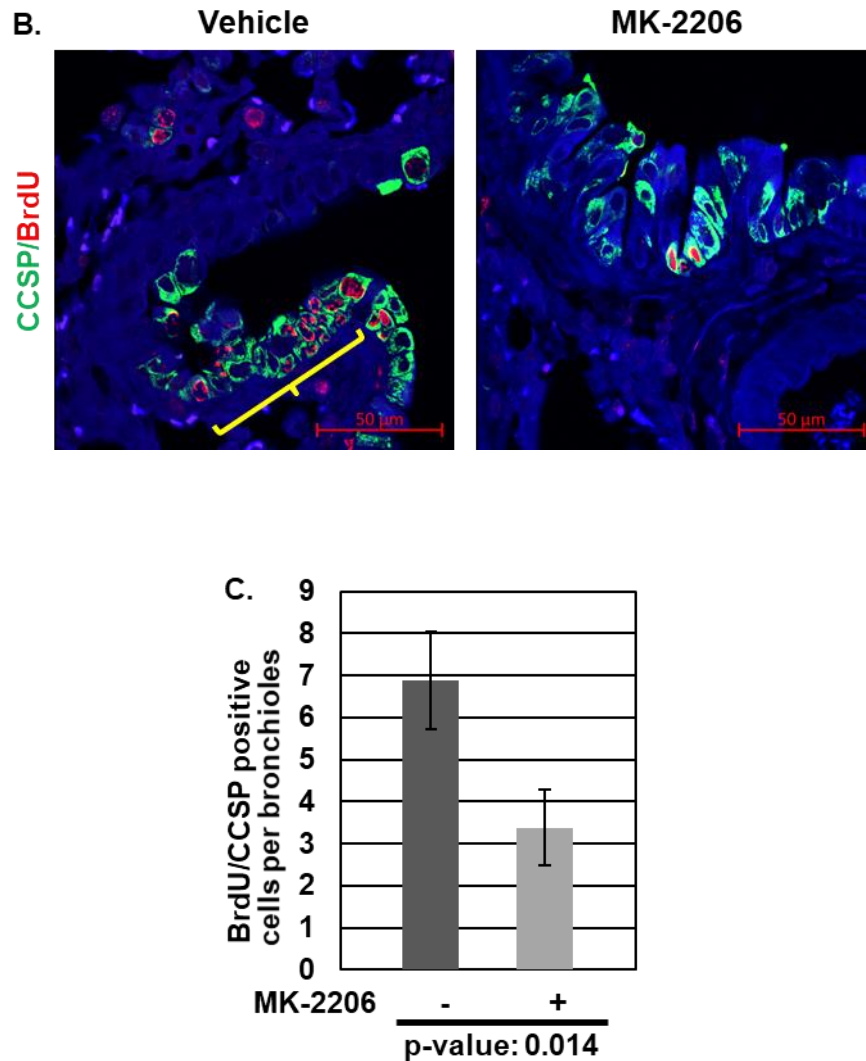 B.
Vehicle
MK-2206
CCSP/BrdU
50 µm
50 µm
C.
BrdU/CCSP positive
cells per bronchioles
9
8
7
6
5
4
3
2
1
0
MK-2206 - +
p-value: 0.014